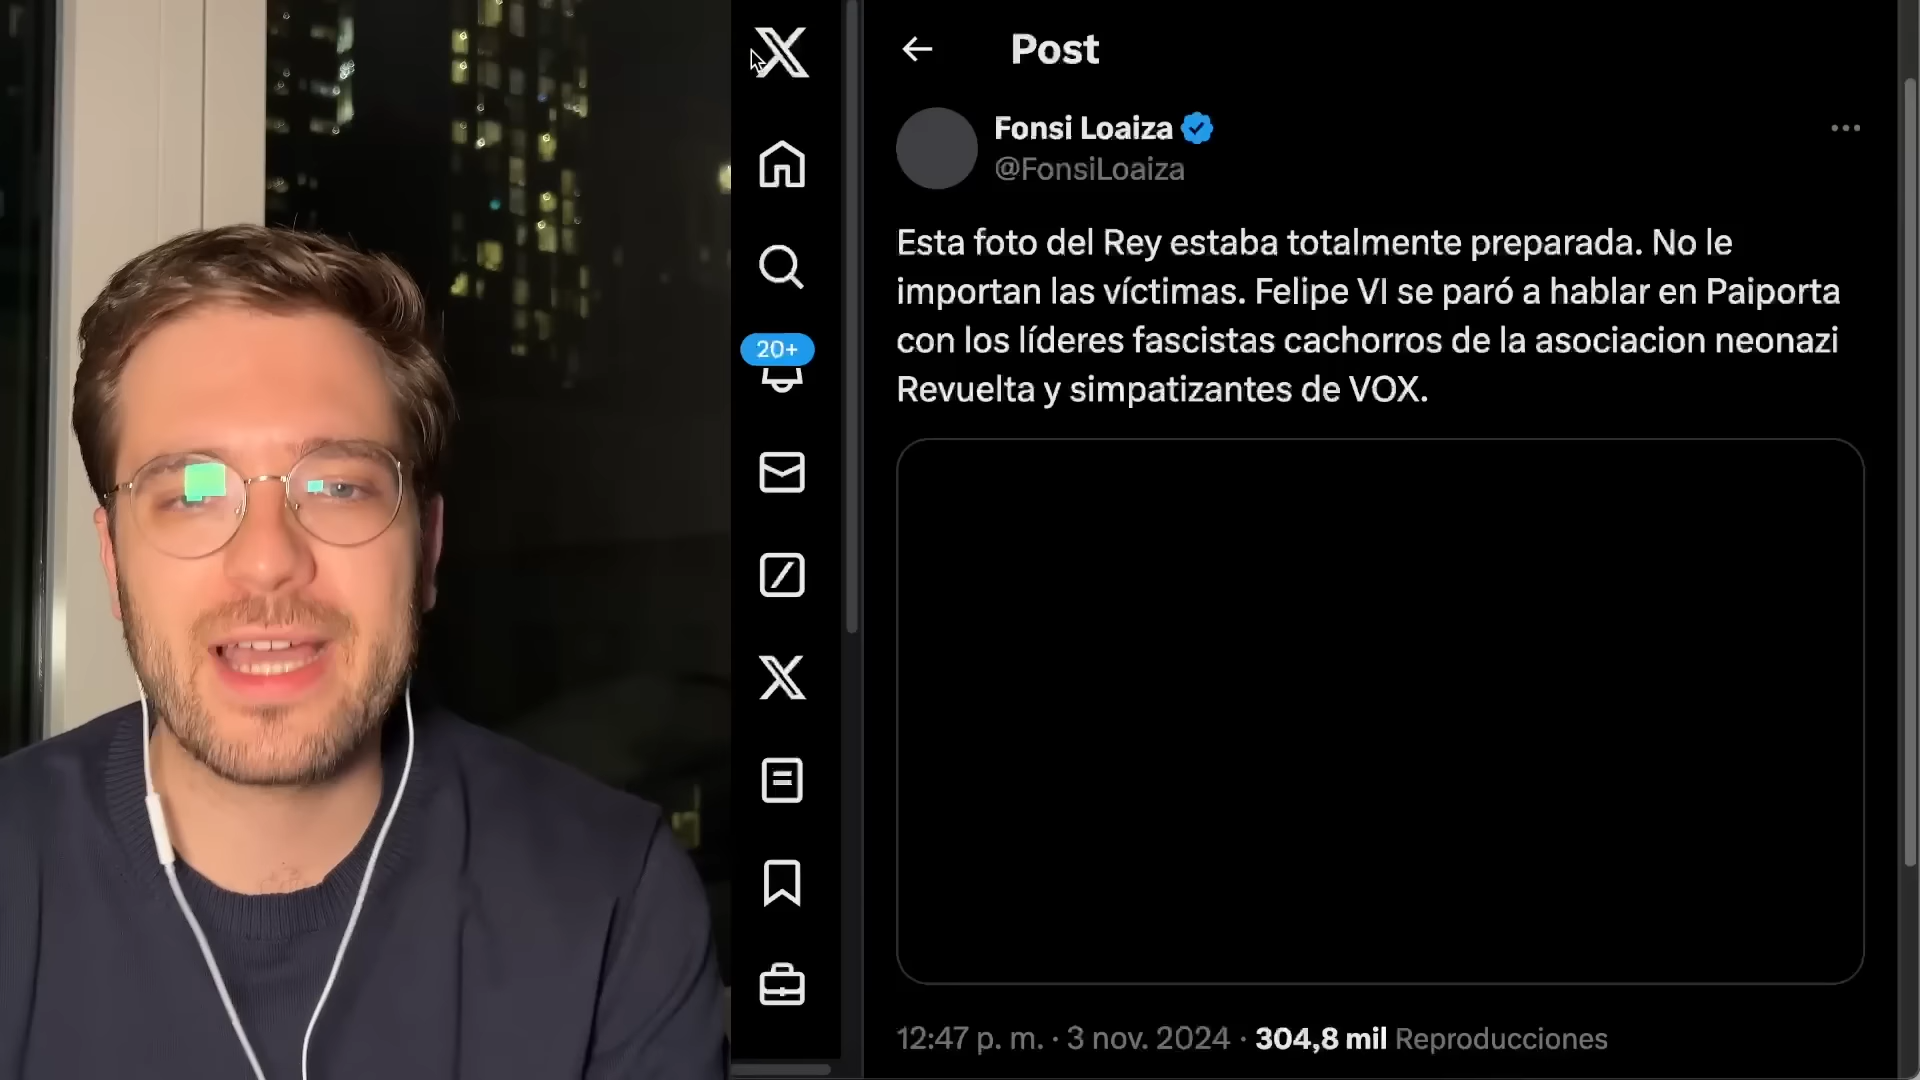 Post
Fonsi Loaiza
@FonsiLoaiza
Esta foto del Rey estaba totalmente preparada. No le
importan las víctimas. Felipe VI se paró a hablar en Paiporta
con los líderes fascistas cachorros de la asociacion neonazi
Revuelta y simpatizantes de VOX.
20+
12:47 p. m. · 3 nov. 2024 · 304,8 mil Reproducciones